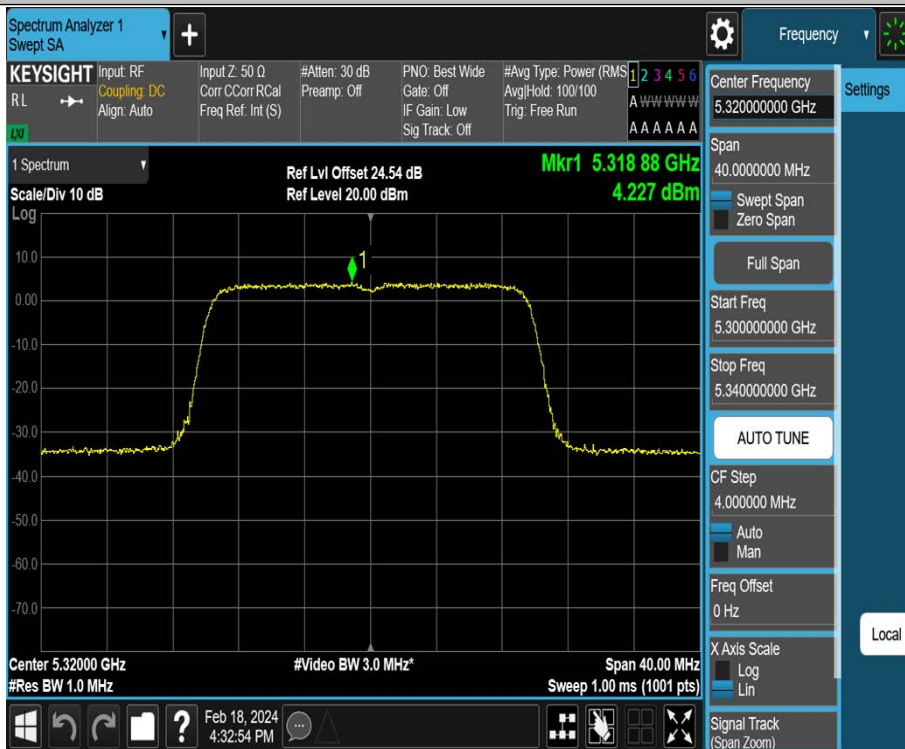 Spectrum Analyzer 1
Swept SA
+
Frequency
KEYSIGHT
RL
LXI
Input: RF
Coupling: DC
Align: Auto
Input Z: 50 Ω
Corr CCorr RCal
Freq Ref: Int (S)
#Atten: 30 dB
Preamp: Off
PNO: Best Wide
Gate: Off
IF Gain: Low
Sig Track: Off
#Avg Type: Power (RMS
Avg|Hold: 100/100
Trig: Free Run
1 2 3 4 5 6
A W W W W W
A A A A A A
1 Spectrum
Scale/Div 10 dB
Log
Ref Lvl Offset 24.54 dB
Ref Level 20.00 dBm
Mkr1 5.318 88 GHz
4.227 dBm
1
10.0
0.00
-10.0
-20.0
-30.0
-40.0
-50.0
-60.0
-70.0
Center 5.32000 GHz
#Res BW 1.0 MHz
#Video BW 3.0 MHz*
Span 40.00 MHz
Sweep 1.00 ms (1001 pts)
?
Feb 18, 2024
4:32:54 PM
Center Frequency
5.320000000 GHz
Span
40.0000000 MHz
Swept Span
Zero Span
Full Span
Start Freq
5.300000000 GHz
Stop Freq
5.340000000 GHz
AUTO TUNE
CF Step
4.000000 MHz
Auto
Man
Freq Offset
0 Hz
X Axis Scale
Log
Lin
Signal Track
(Span Zoom)
Settings
Local